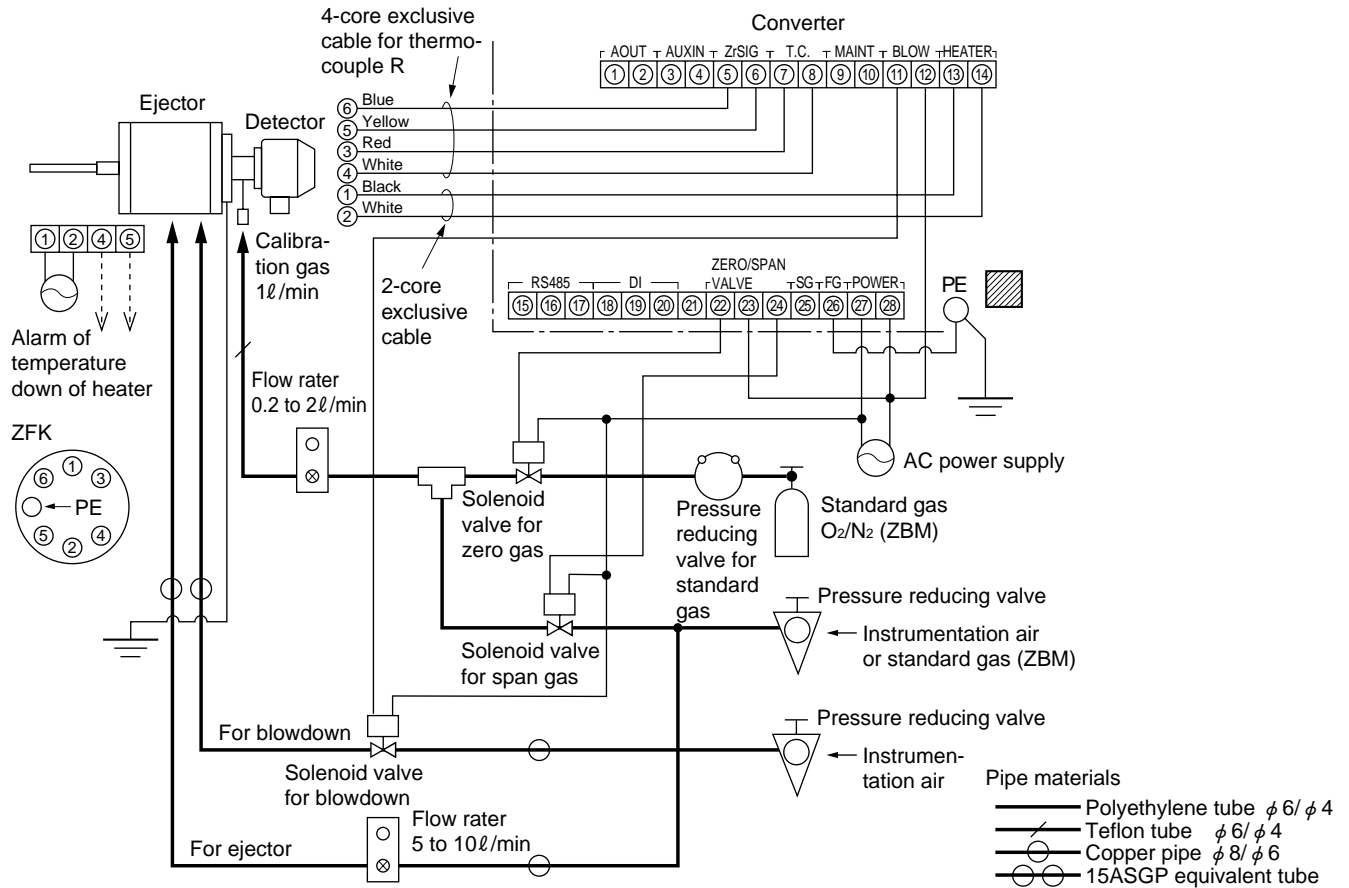 4-core exclusive
cable for thermo-
couple R
Converter
AOUT AUXIN ZrSIG T.C. MAINT BLOW HEATER
① ② ③ ④ ⑤ ⑥ ⑦ ⑧ ⑨ ⑩ ⑪ ⑫ ⑬ ⑭
Ejector
Detector
⑥ Blue
⑤ Yellow
③ Red
④ White
① Black
② White
① ② ④ ⑤
Calibra-
tion gas
1ℓ/min
2-core
exclusive
cable
ZERO/SPAN
RS485 DI VALVE SG FG POWER
⑮ ⑯ ⑰ ⑱ ⑲ ⑳ ㉑ ㉒ ㉓ ㉔ ㉕ ㉖ ㉗ ㉘
PE
Alarm of
temperature
down of heater
Flow rater
0.2 to 2ℓ/min
ZFK
① ③ ④ ② ⑤ ⑥
PE
AC power supply
Solenoid
valve for
zero gas
Pressure
reducing
valve for
standard
gas
Standard gas
O2/N2 (ZBM)
Pressure reducing valve
Instrumentation air
or standard gas (ZBM)
Solenoid valve
for span gas
Pressure reducing valve
Instrumen-
tation air
For blowdown
Solenoid valve
for blowdown
Flow rater
5 to 10ℓ/min
For ejector
Pipe materials
Polyethylene tube φ6/φ4
Teflon tube φ6/φ4
Copper pipe φ8/φ6
15ASGP equivalent tube